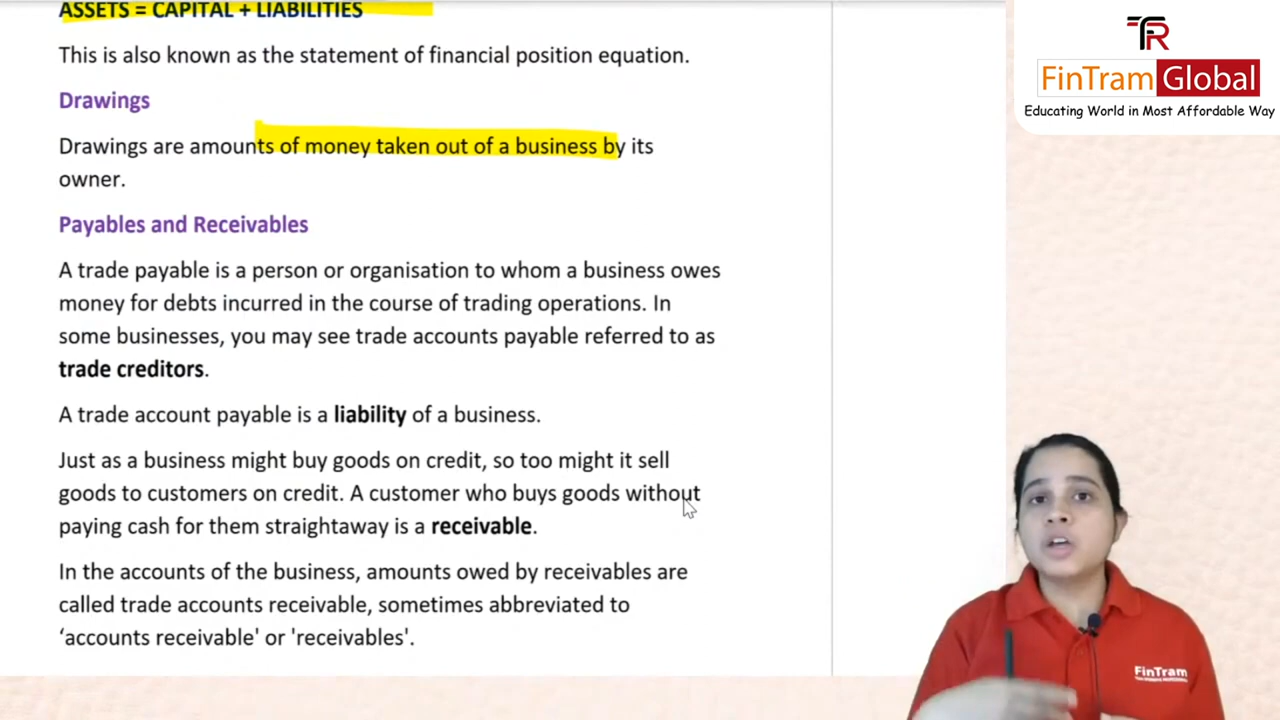 ASSETS = CAPITAL + LIABILITIES
This is also known as the statement of financial position equation.
Drawings
Drawings are amounts of money taken out of a business by its
owner.
Payables and Receivables
A trade payable is a person or organisation to whom a business owes
money for debts incurred in the course of trading operations. In
some businesses, you may see trade accounts payable referred to as
trade creditors.
A trade account payable is a liability of a business.
Just as a business might buy goods on credit, so too might it sell
goods to customers on credit. A customer who buys goods without
paying cash for them straightaway is a receivable.
In the accounts of the business, amounts owed by receivables are
called trade accounts receivable, sometimes abbreviated to
‘accounts receivable' or 'receivables'.
FinTram Global
Educating World in Most Affordable Way
FinTram